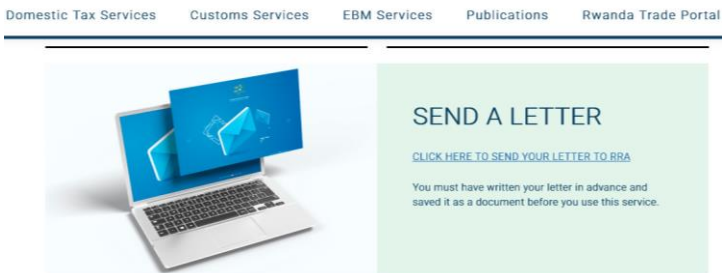 Domestic Tax Services Customs Services EBM Services Publications Rwanda Trade Portal
SEND A LETTER
CLICK HERE TO SEND YOUR LETTER TO RRA
You must have written your letter in advance and
saved it as a document before you use this service.